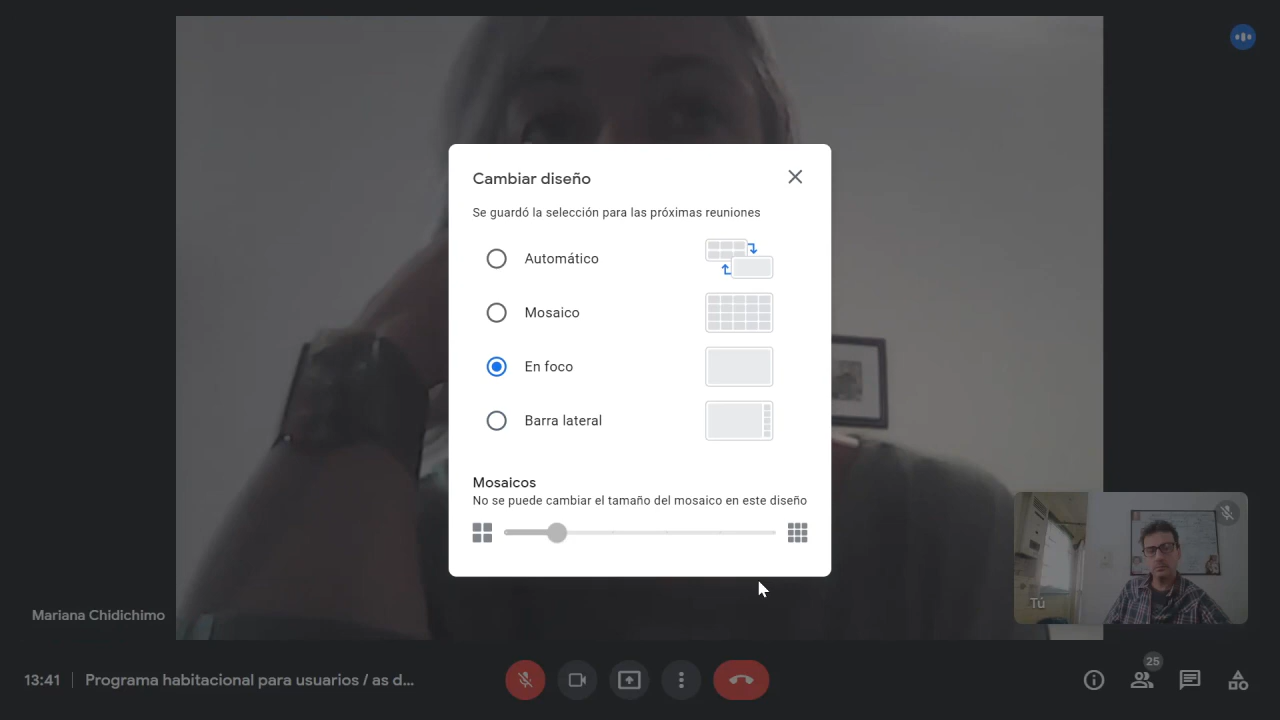 Cambiar diseño
Se guardó la selección para las próximas reuniones
Automático
Mosaico
En foco
Barra lateral
Mosaicos
No se puede cambiar el tamaño del mosaico en este diseño
Tú
Mariana Chidichimo
13:41 | Programa habitacional para usuarios / as d...
25